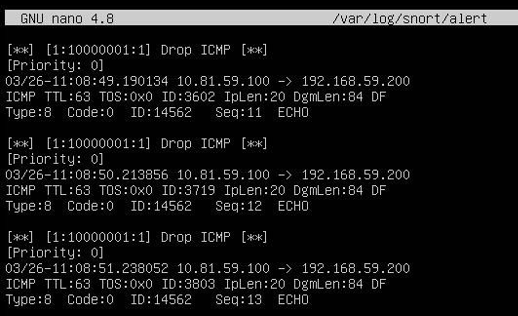 GNU nano 4.8 /var/log/snort/alert
[**] [1:10000001:1] Drop ICMP [**]
[Priority: 0]
03/26-11:08:49.190134 10.81.59.100 -> 192.168.59.200
ICMP TTL:63 TOS:0x0 ID:3602 IpLen:20 DgmLen:84 DF
Type:8 Code:0 ID:14562 Seq:11 ECHO
[**] [1:10000001:1] Drop ICMP [**]
[Priority: 0]
03/26-11:08:50.213856 10.81.59.100 -> 192.168.59.200
ICMP TTL:63 TOS:0x0 ID:3719 IpLen:20 DgmLen:84 DF
Type:8 Code:0 ID:14562 Seq:12 ECHO
[**] [1:10000001:1] Drop ICMP [**]
[Priority: 0]
03/26-11:08:51.238052 10.81.59.100 -> 192.168.59.200
ICMP TTL:63 TOS:0x0 ID:3803 IpLen:20 DgmLen:84 DF
Type:8 Code:0 ID:14562 Seq:13 ECHO